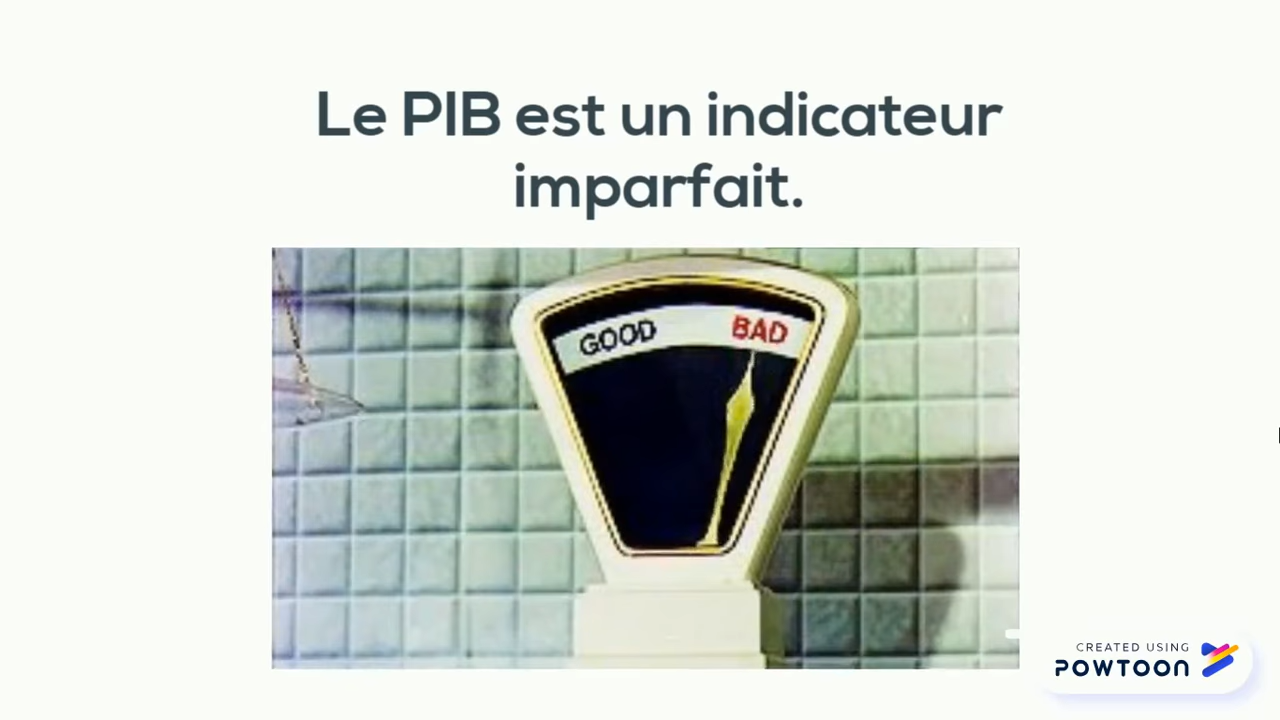 Le PIB est un indicateur
imparfait.
GOOD
BAD
CREATED USING
POWTOON